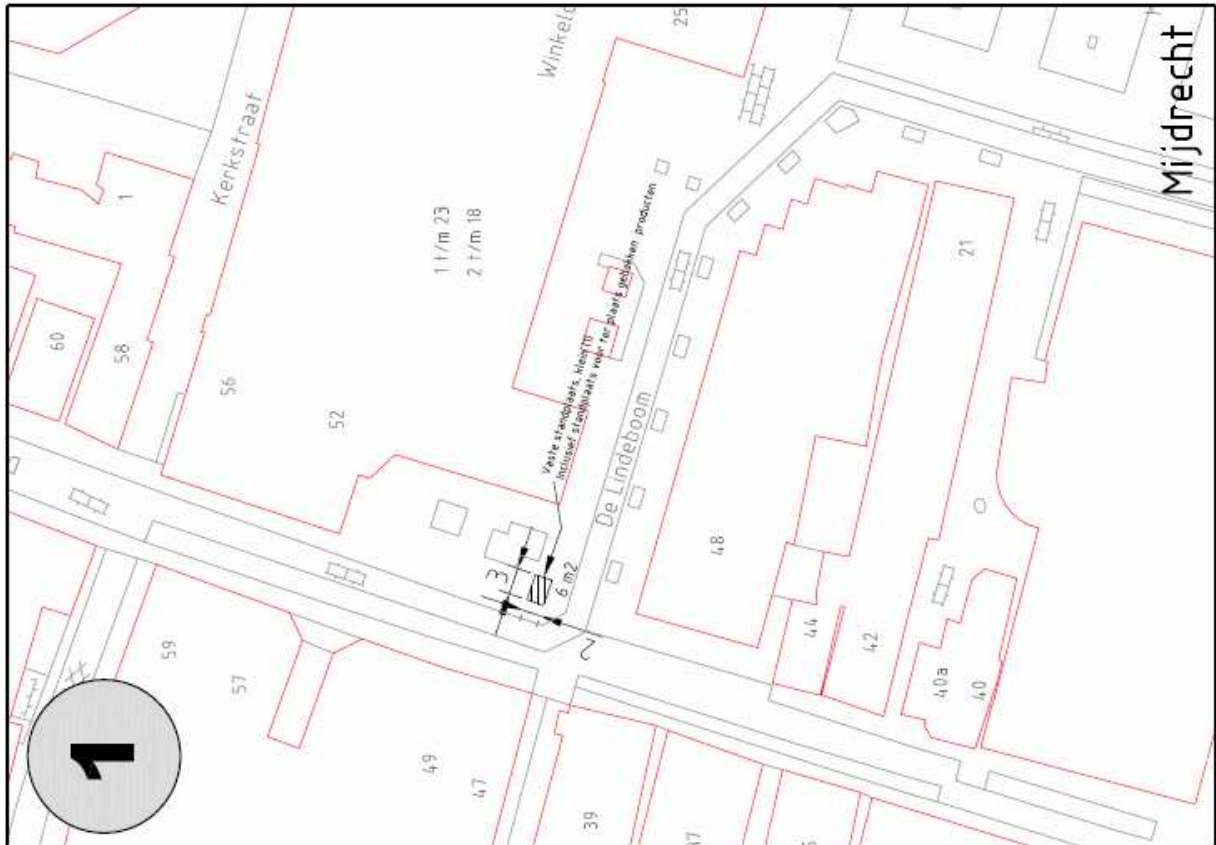 1
Mijdrecht
Kerkstraat
1
60
58
56
52
1 t/m 23
2 t/m 18
25
Vaste standplaats, klein (1)
Inclusief standplaats voor ter plaats gebakken producten
De Lindeboom
3
6 m2
2
59
57
49
47
39
48
44
42
40a
40
21